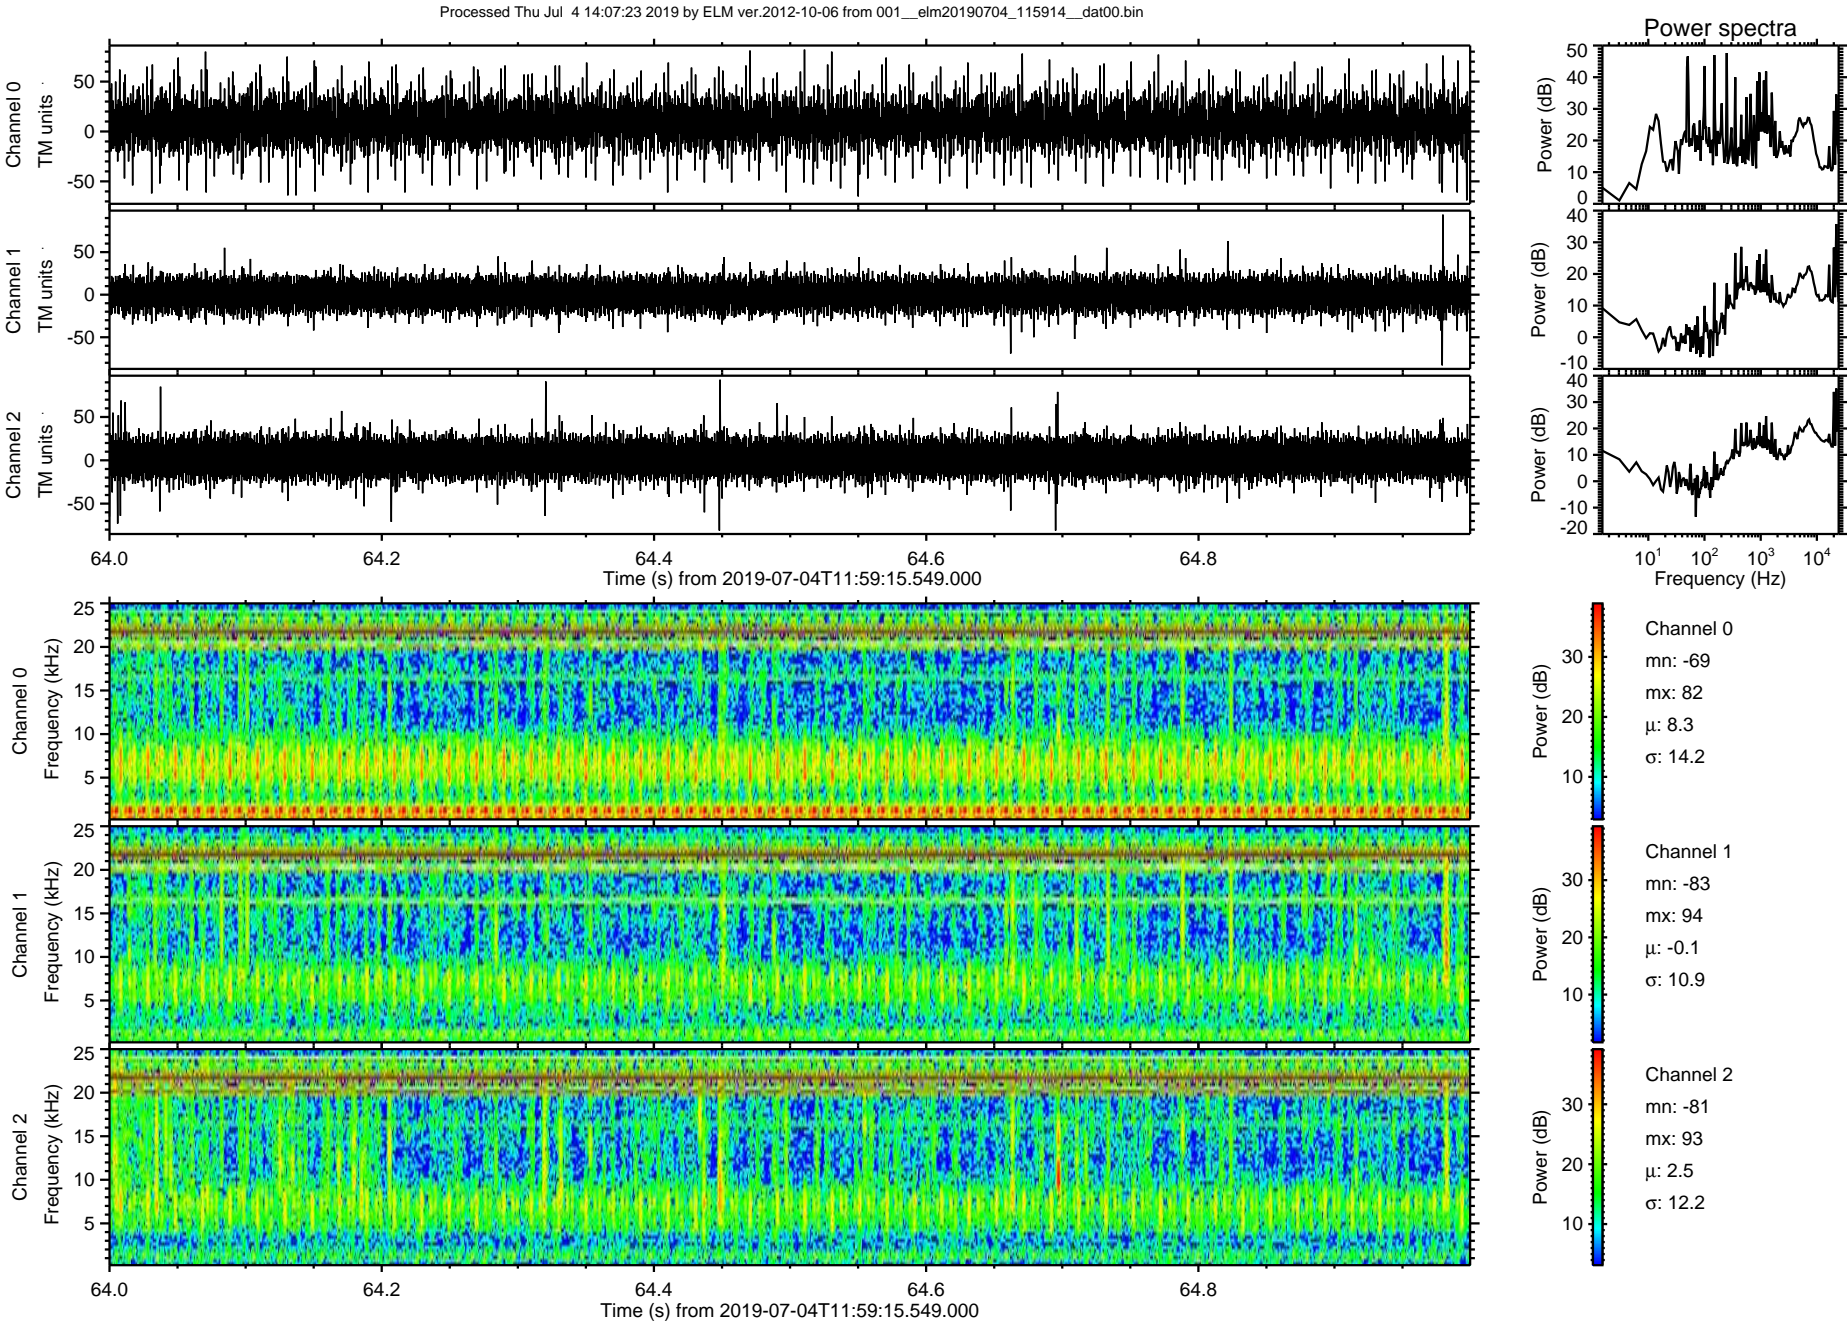 Processed Thu Jul 4 14:07:23 2019 by ELM ver.2012-10-06 from 001__elm20190704_115914__dat00.bin
Power spectra
Channel 0
TM units
50
0
-50
Power (dB)
50
40
30
20
10
0
Channel 1
TM units
50
0
-50
Power (dB)
40
30
20
10
0
-10
Channel 2
TM units
50
0
-50
Power (dB)
40
30
20
10
0
-10
-20
64.0 64.2 64.4 64.6 64.8
Time (s) from 2019-07-04T11:59:15.549.000
10¹ 10² 10³ 10⁴
Frequency (Hz)
Channel 0
Frequency (kHz)
25
20
15
10
5
Power (dB)
30
20
10
Channel 0
mn: -69
mx: 82
μ: 8.3
σ: 14.2
Channel 1
Frequency (kHz)
25
20
15
10
5
Power (dB)
30
20
10
Channel 1
mn: -83
mx: 94
μ: -0.1
σ: 10.9
Channel 2
Frequency (kHz)
25
20
15
10
5
Power (dB)
30
20
10
Channel 2
mn: -81
mx: 93
μ: 2.5
σ: 12.2
64.0 64.2 64.4 64.6 64.8
Time (s) from 2019-07-04T11:59:15.549.000